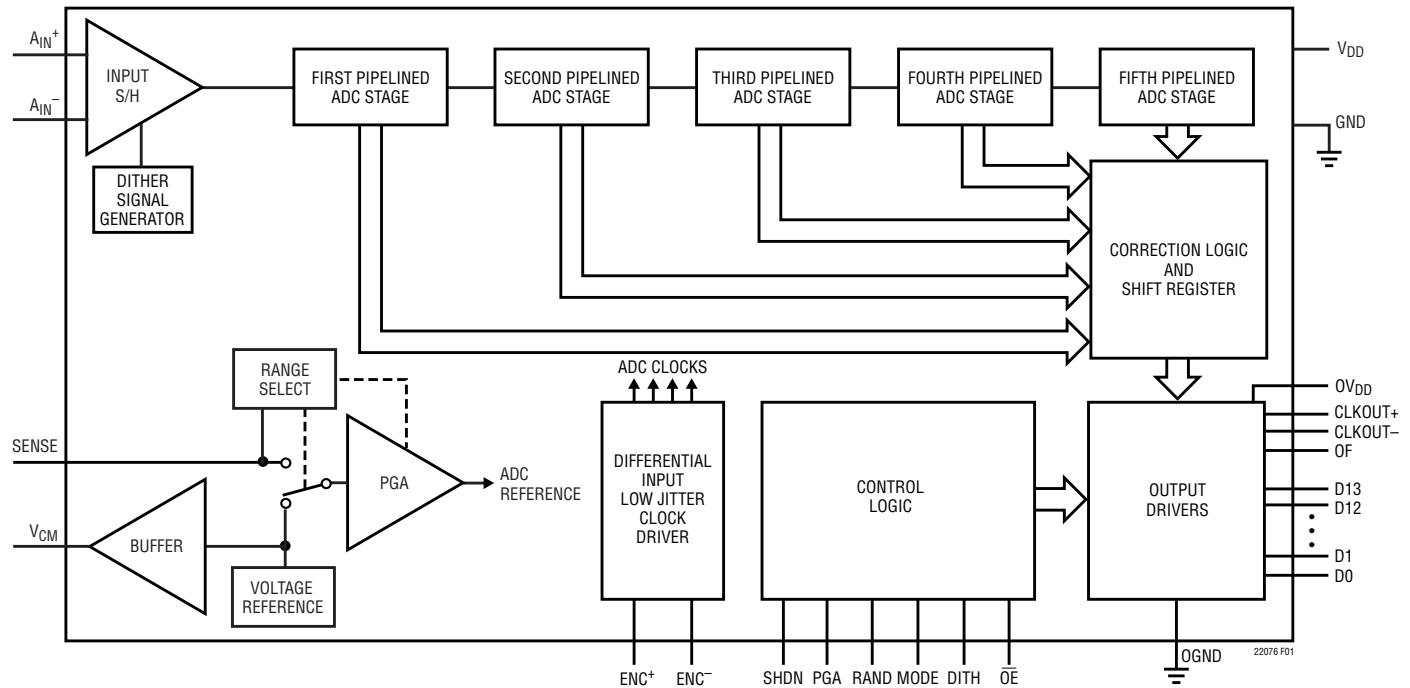 AIN+
AIN–
INPUT
S/H
DITHER
SIGNAL
GENERATOR
FIRST PIPELINED
ADC STAGE
SECOND PIPELINED
ADC STAGE
THIRD PIPELINED
ADC STAGE
FOURTH PIPELINED
ADC STAGE
FIFTH PIPELINED
ADC STAGE
VDD
GND
CORRECTION LOGIC
AND
SHIFT REGISTER
RANGE
SELECT
SENSE
PGA
ADC
REFERENCE
VCM
BUFFER
VOLTAGE
REFERENCE
ADC CLOCKS
DIFFERENTIAL
INPUT
LOW JITTER
CLOCK
DRIVER
CONTROL
LOGIC
OUTPUT
DRIVERS
OVDD
CLKOUT+
CLKOUT–
OF
D13
D12
D1
D0
OGND
ENC+
ENC–
SHDN
PGA
RAND
MODE
DITH
O̅E̅
22076 F01